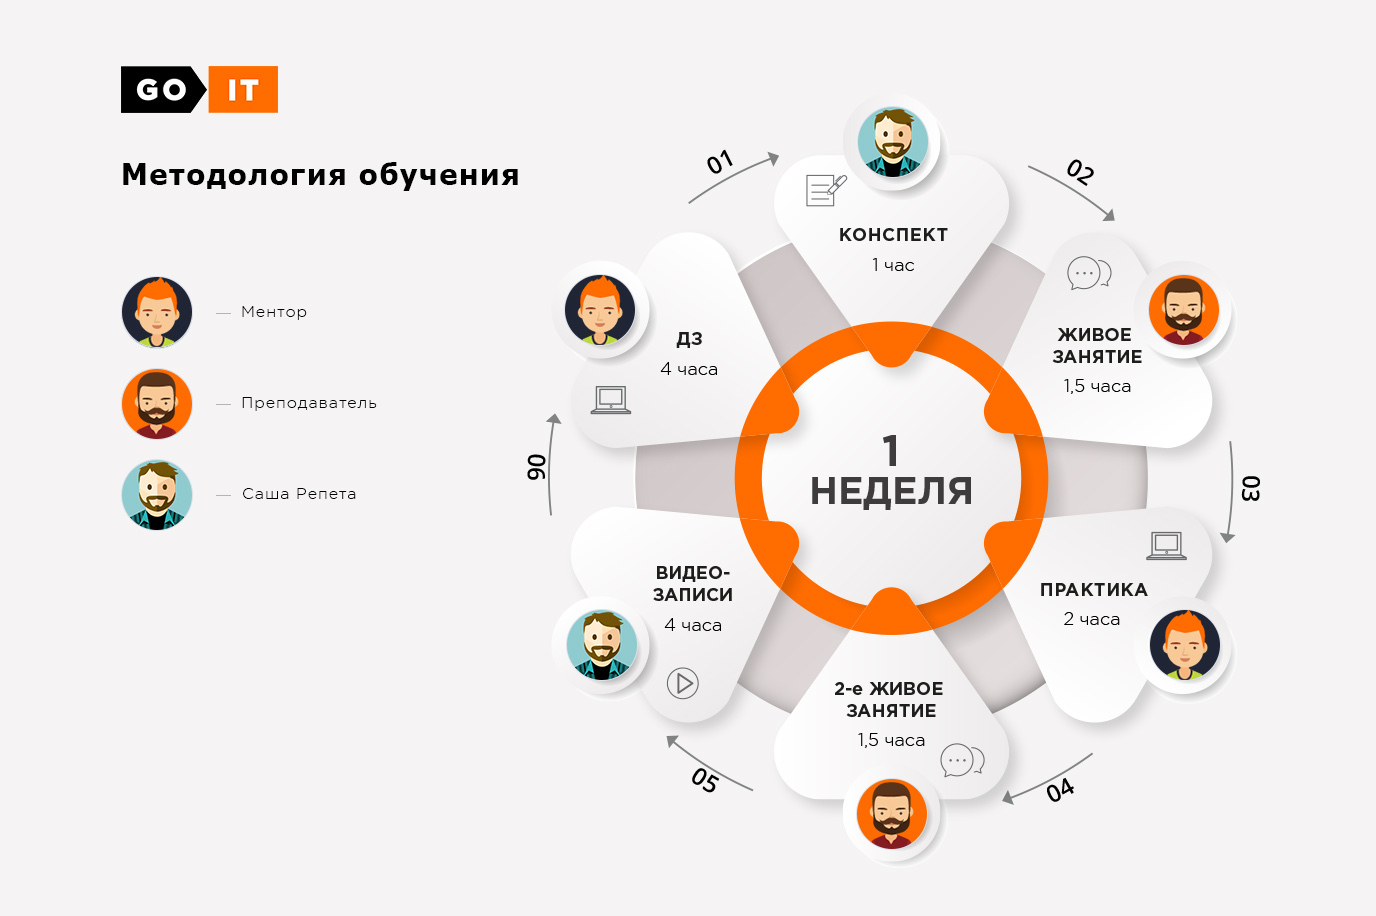 GO IT
Методология обучения
Ментор
Преподаватель
Саша Репета
01
КОНСПЕКТ
1 час
02
ЖИВОЕ
ЗАНЯТИЕ
1,5 часа
03
ПРАКТИКА
2 часа
04
2-е ЖИВОЕ
ЗАНЯТИЕ
1,5 часа
05
ВИДЕО-
ЗАПИСИ
4 часа
06
ДЗ
4 часа
1
НЕДЕЛЯ